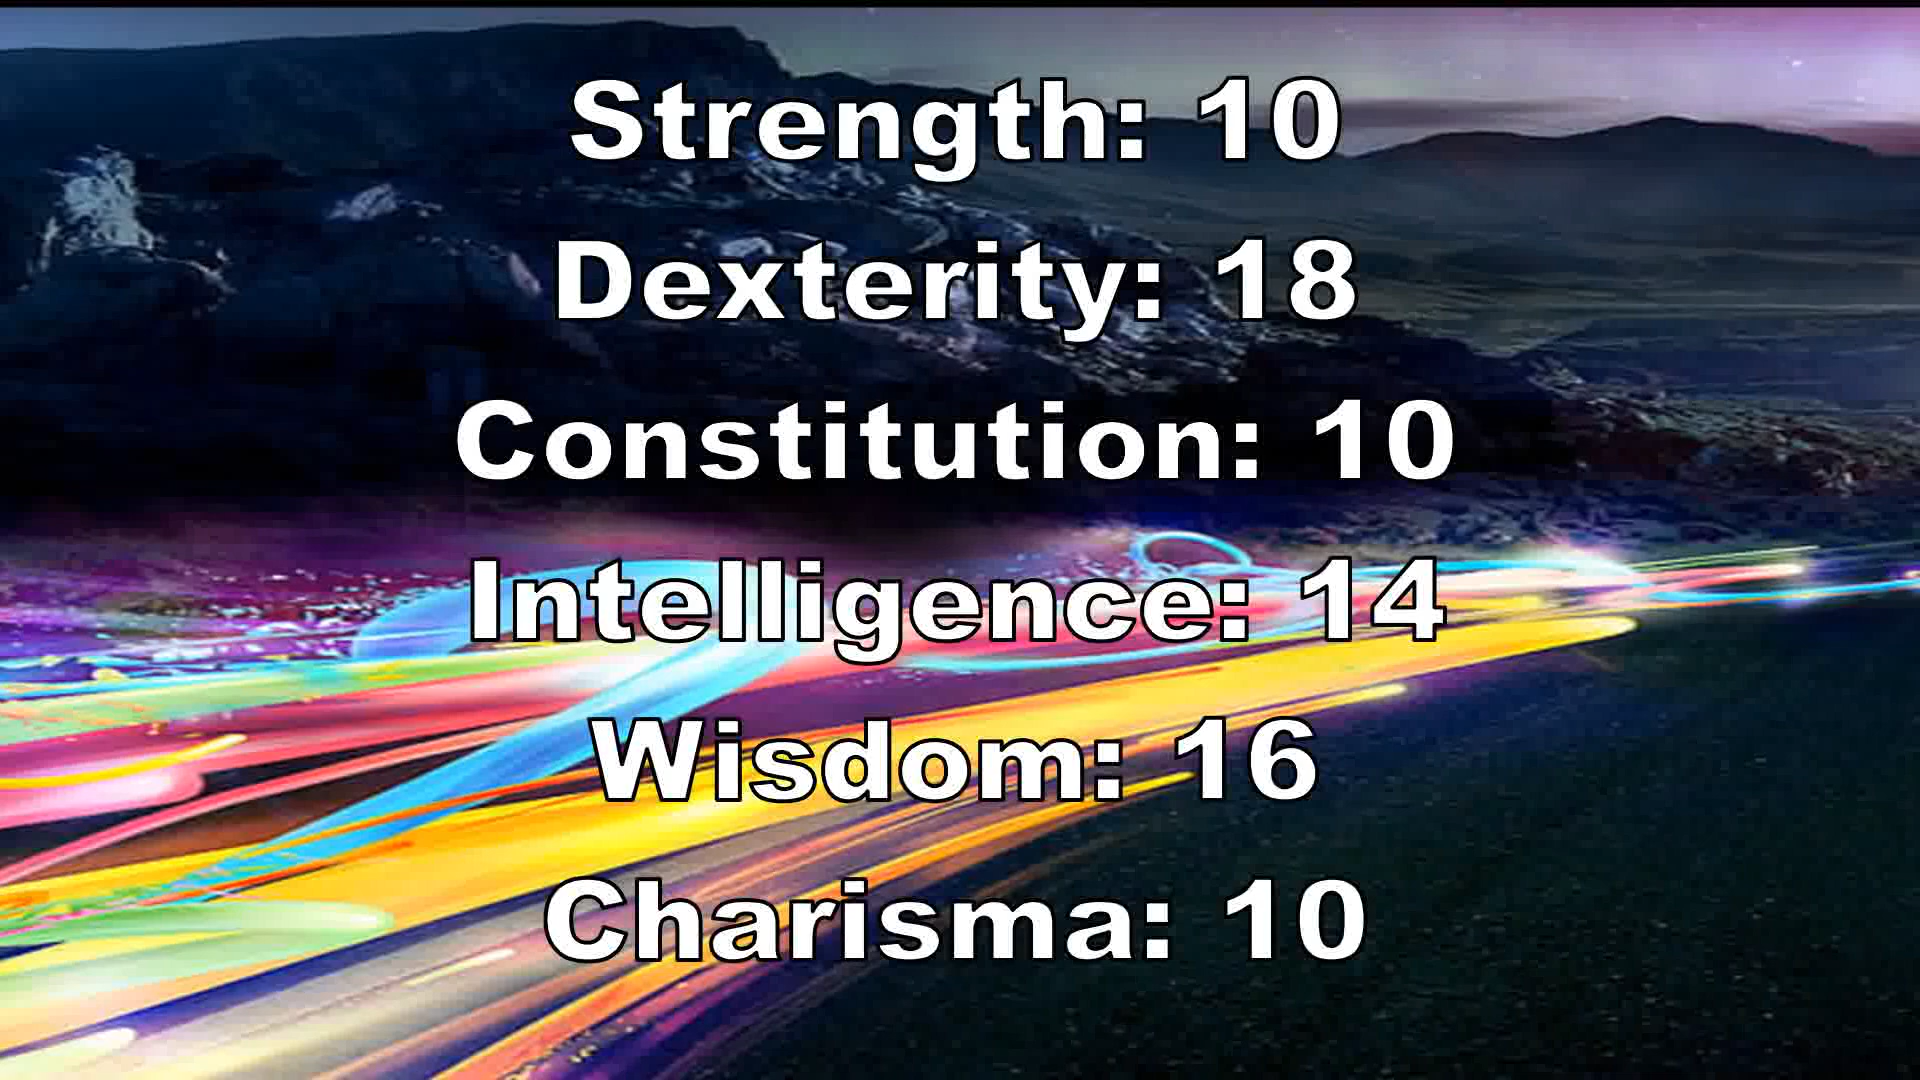 Strength: 10
Dexterity: 18
Constitution: 10
Intelligence: 14
Wisdom: 16
Charisma: 10